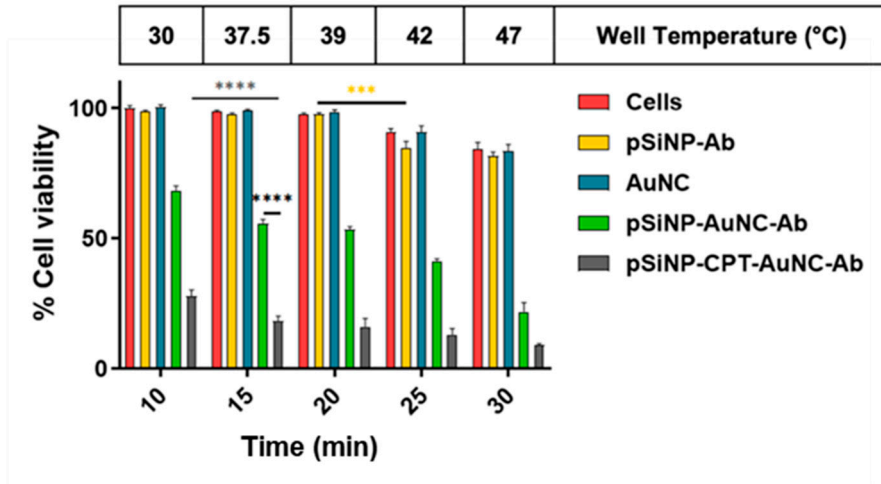 30 37.5 39 42 47 Well Temperature (°C)
**** ***
100
****
50
0
% Cell viability
10 15 20 25 30
Time (min)
Cells
pSiNP-Ab
AuNC
pSiNP-AuNC-Ab
pSiNP-CPT-AuNC-Ab